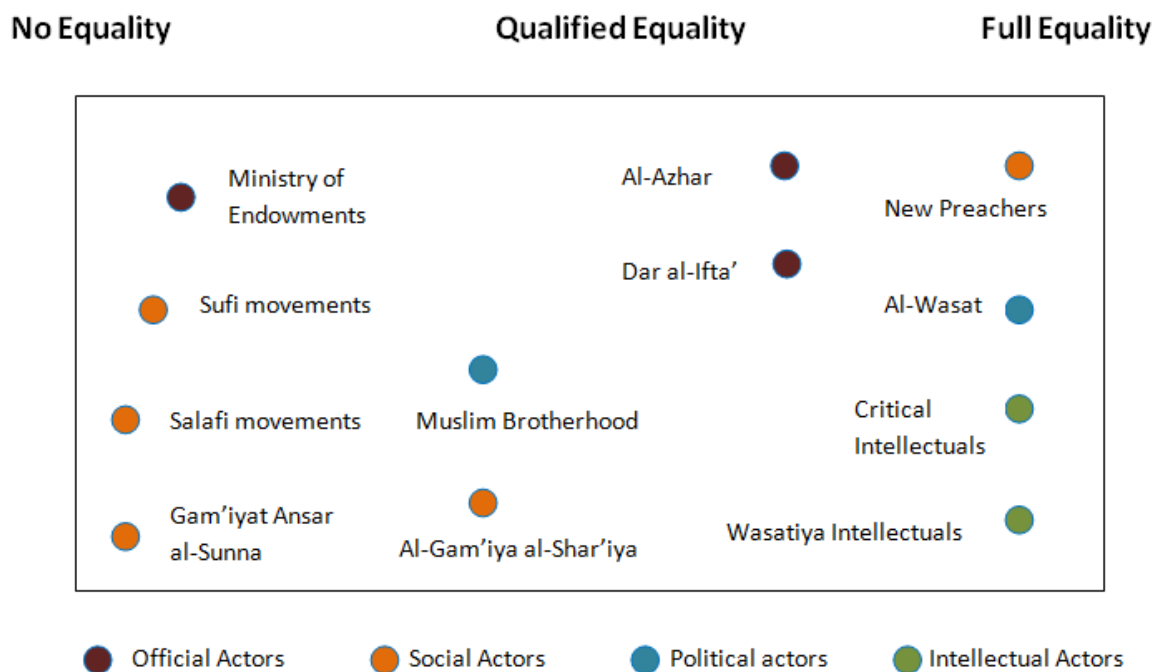 No Equality
Qualified Equality
Full Equality
Ministry of
Endowments
Al-Azhar
New Preachers
Dar al-Ifta’
Sufi movements
Al-Wasat
Salafi movements
Muslim Brotherhood
Critical
Intellectuals
Gam’iyat Ansar
al-Sunna
Al-Gam’iya al-Shar’iya
Wasatiya Intellectuals
Official Actors
Social Actors
Political actors
Intellectual Actors